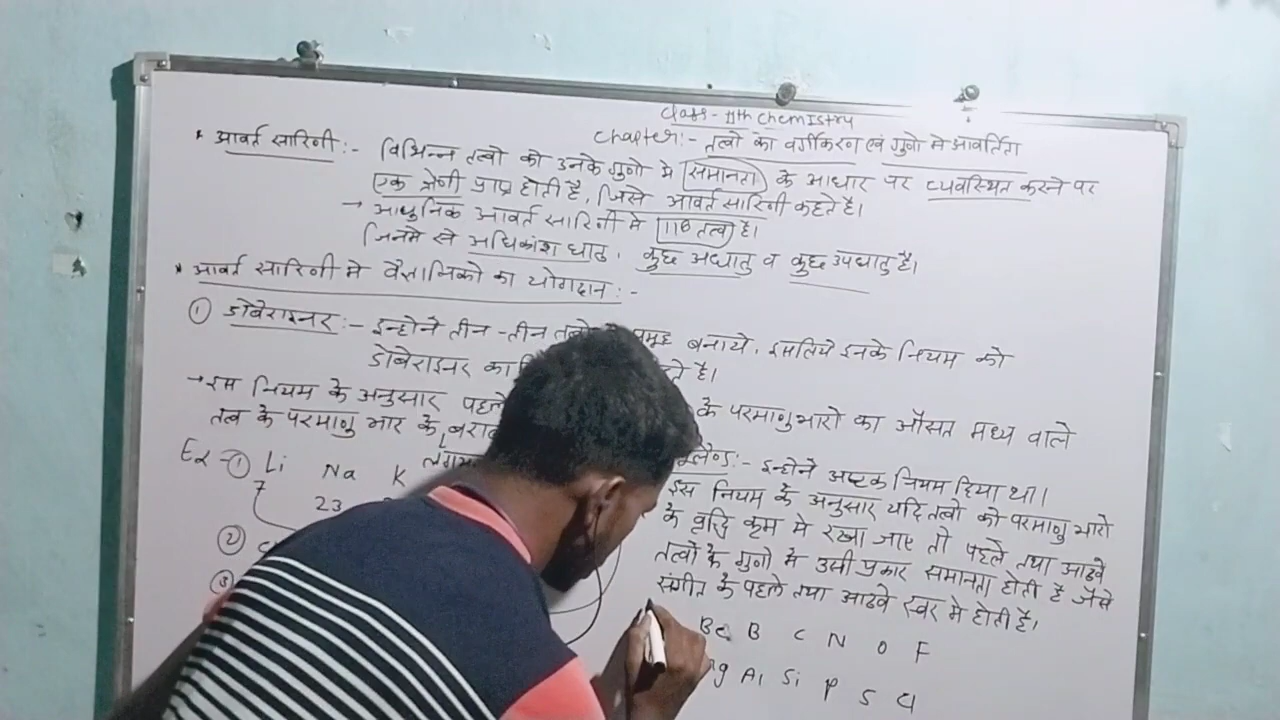 Class - 11th Chemistry
Chapter:- तत्वो का वर्गीकरण एवं गुणो मे आवर्तिता
* आवर्त सारिणी :- विभिन्न तत्वो को उनके गुणो मे समानता के आधार पर व्यवस्थित करने पर
एक श्रेणी प्राप्त होती है, जिसे आवर्त सारिणी कहते है।
→ आधुनिक आवर्त सारिणी मे 118 तत्व है।
जिनमे से अधिकांश धातु, कुछ अधातु व कुछ उपधातु है।
* आवर्त सारिणी मे वैज्ञानिको का योगदान :-
① डोबेराइनर :- इन्होने तीन-तीन समूह बनाये, इसलिये इनके नियम को
डोबेराइनर का है।
→ इस नियम के अनुसार पहले के परमाणु भारो का औसत मध्य वाले
तत्व के परमाणु भार के
Ex - ① Li Na K
7 23
②
③
:- इन्होने अष्टक नियम दिया था।
इस नियम के अनुसार यदि तत्वो को परमाणु भारो
के वृद्धि क्रम मे रखा जाए तो पहले तथा आठवे
तत्वो के गुणो मे उसी प्रकार समानता होती है जैसे
संगीत के पहले तथा आठवे स्वर मे होती है।
Be B C N O F
Al Si P S Cl